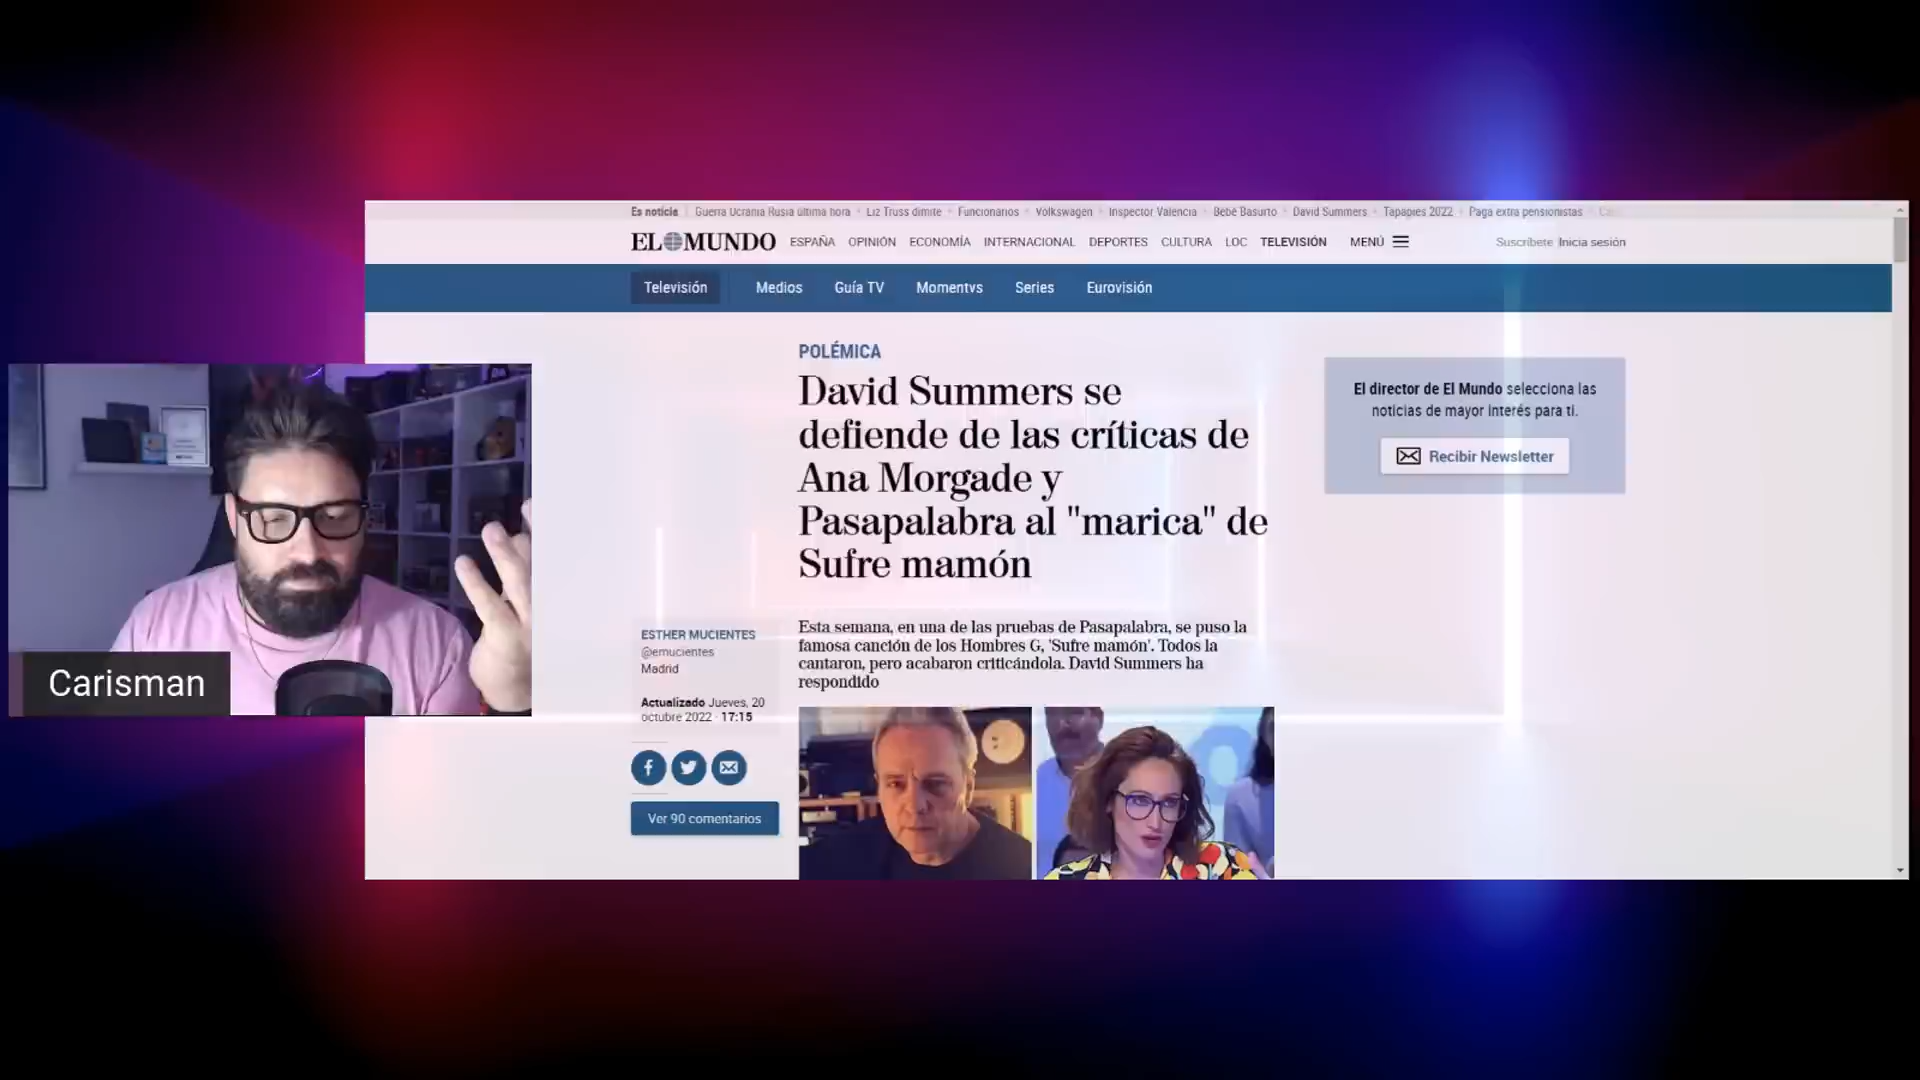 Es noticia Guerra Ucrania Rusia última hora Liz Truss dimite Funcionarios Volkswagen Inspector Valencia Bebé Basurto David Summers Tapapiés 2022 Paga extra pensionistas
EL MUNDO ESPAÑA OPINIÓN ECONOMÍA INTERNACIONAL DEPORTES CULTURA LOC TELEVISIÓN MENÚ Suscríbete Inicia sesión
Televisión Medios Guía TV Momentvs Series Eurovisión
POLÉMICA
David Summers se
defiende de las críticas de
Ana Morgade y
Pasapalabra al "marica" de
Sufre mamón
El director de El Mundo selecciona las
noticias de mayor interés para ti.
Recibir Newsletter
Esta semana, en una de las pruebas de Pasapalabra, se puso la
famosa canción de los Hombres G, 'Sufre mamón'. Todos la
cantaron, pero acabaron criticándola. David Summers ha
respondido
ESTHER MUCIENTES
@emucientes
Madrid
Actualizado Jueves, 20
octubre 2022 - 17:15
Ver 90 comentarios
Carisman